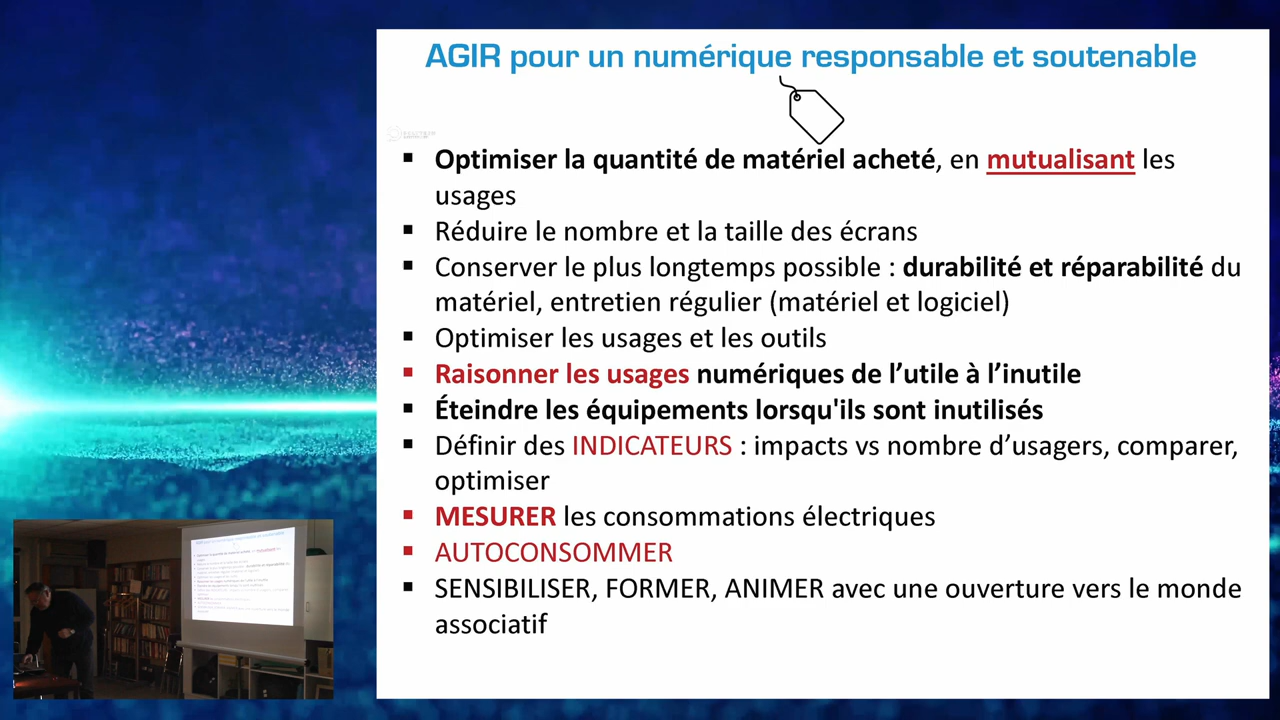 AGIR pour un numérique responsable et soutenable
▪ Optimiser la quantité de matériel acheté, en mutualisant les
usages
▪ Réduire le nombre et la taille des écrans
▪ Conserver le plus longtemps possible : durabilité et réparabilité du
matériel, entretien régulier (matériel et logiciel)
▪ Optimiser les usages et les outils
▪ Raisonner les usages numériques de l’utile à l’inutile
▪ Éteindre les équipements lorsqu'ils sont inutilisés
▪ Définir des INDICATEURS : impacts vs nombre d’usagers, comparer,
optimiser
▪ MESURER les consommations électriques
▪ AUTOCONSOMMER
▪ SENSIBILISER, FORMER, ANIMER avec une ouverture vers le monde
associatif